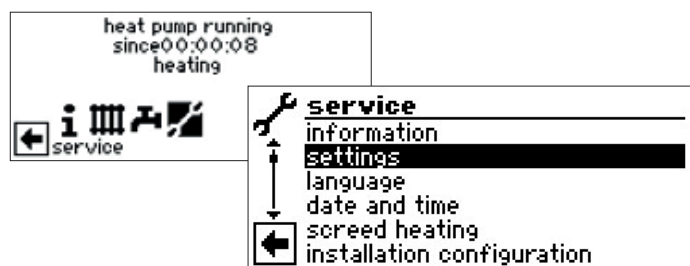 heat pump running
since00:00:08
heating
service
service
information
settings
language
date and time
screed heating
installation configuration